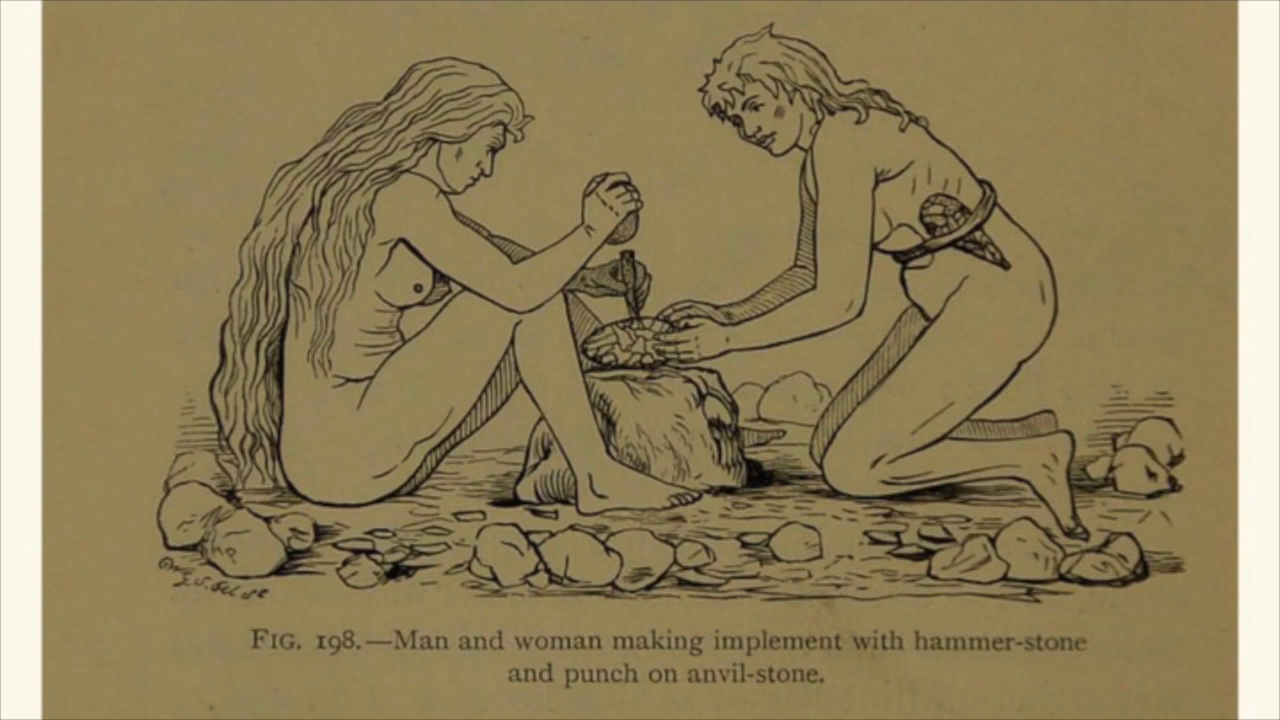 FIG. 198.—Man and woman making implement with hammer-stone
and punch on anvil-stone.